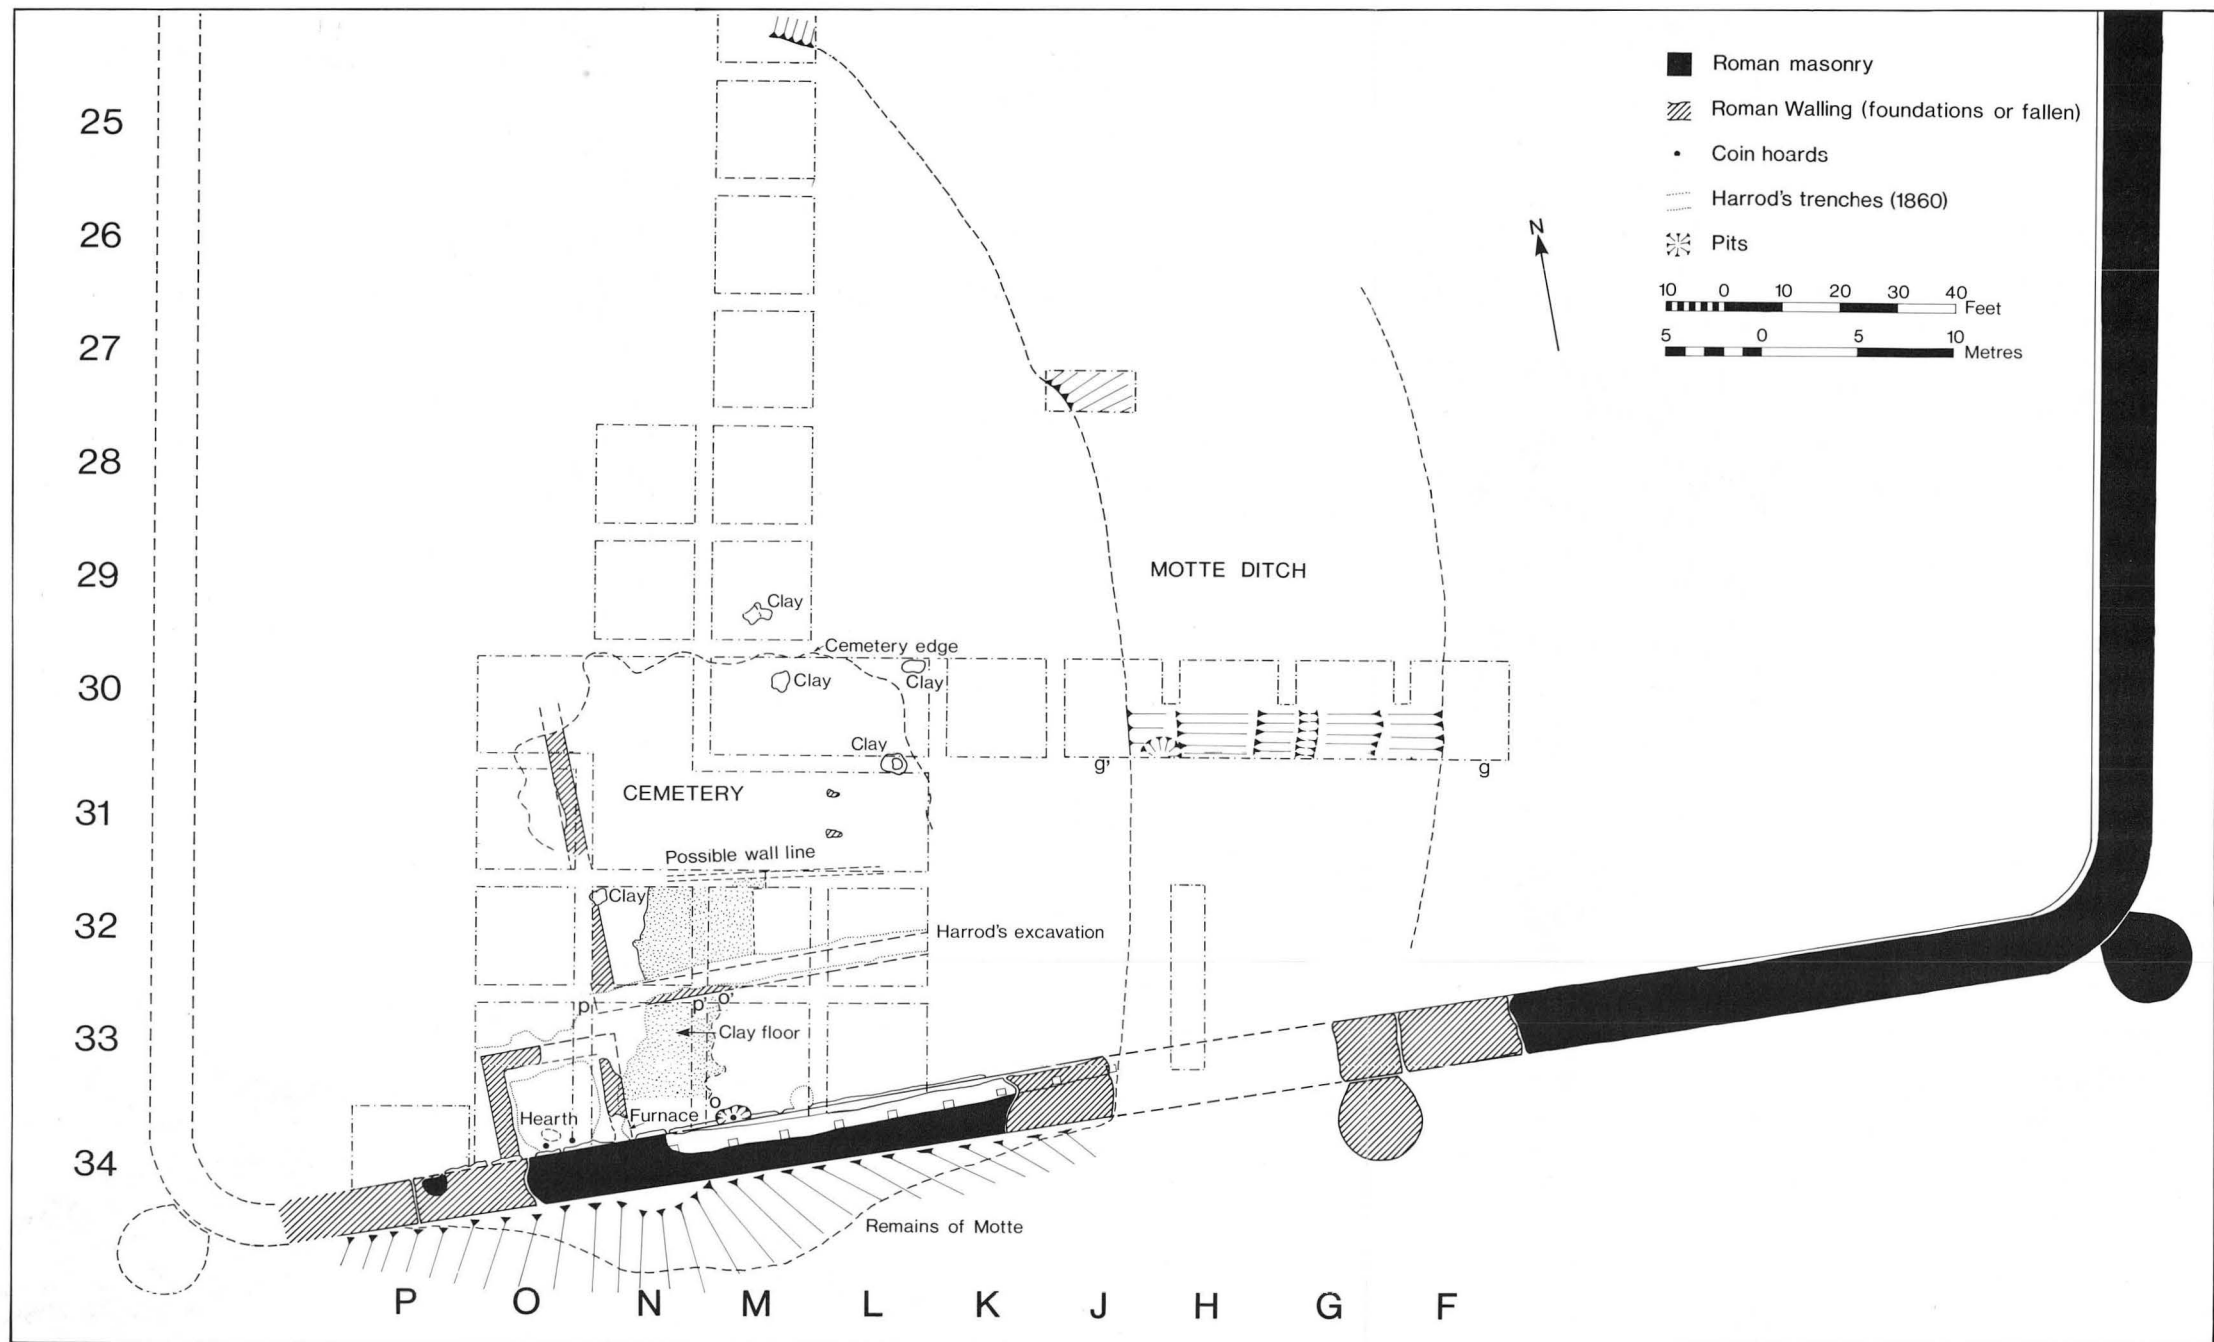 Roman masonry
Roman Walling (foundations or fallen)
Coin hoards
Harrod's trenches (1860)
Pits
N
10 0 10 20 30 40 Feet
5 0 5 10 Metres
25
26
27
28
29
30
31
32
33
34
MOTTE DITCH
Clay
Cemetery edge
Clay
Clay
Clay
g'
g
CEMETERY
Possible wall line
Clay
Harrod's excavation
p
p'
o'
Clay floor
o
Hearth
Furnace
Remains of Motte
P O N M L K J H G F